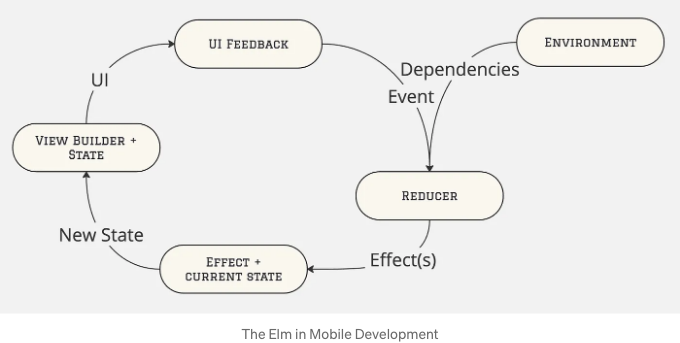 UI Feedback
Environment
Dependencies
Event
UI
View Builder +
State
Reducer
New State
Effect(s)
Effect +
current state
The Elm in Mobile Development